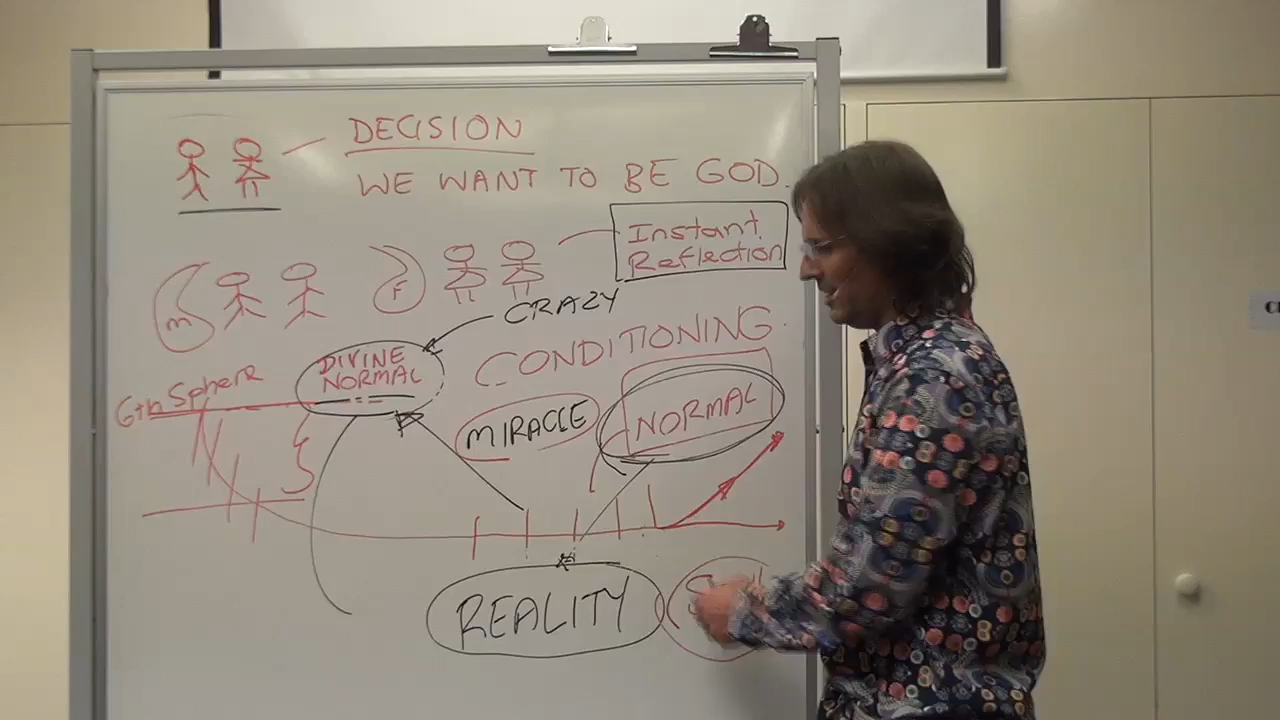 DECISION
WE WANT TO BE GOD.
Instant
Reflection
m
F
CRAZY
CONDITIONING.
DIVINE
NORMAL
6th Sphere
MIRACLE
NORMAL
REALITY